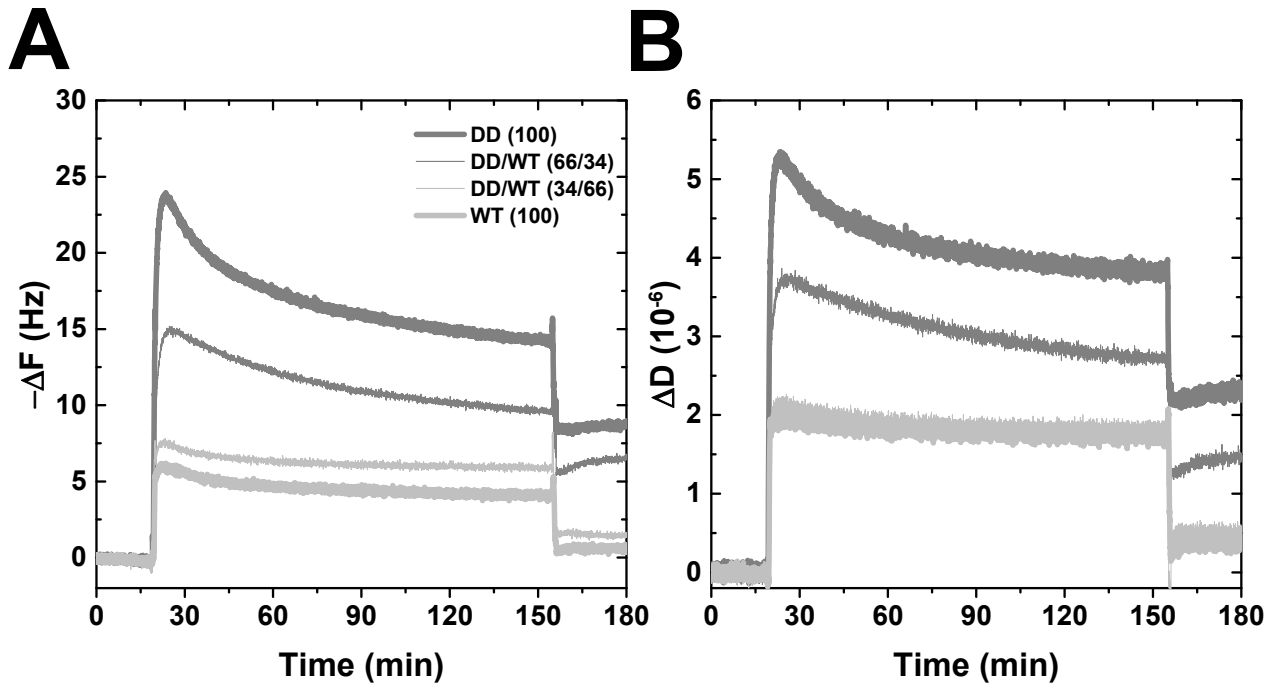 A
B
30
25
20
15
10
5
0
−ΔF (Hz)
DD (100)
DD/WT (66/34)
DD/WT (34/66)
WT (100)
0 30 60 90 120 150 180
Time (min)
6
5
4
3
2
1
0
ΔD (10⁻⁶)
0 30 60 90 120 150 180
Time (min)